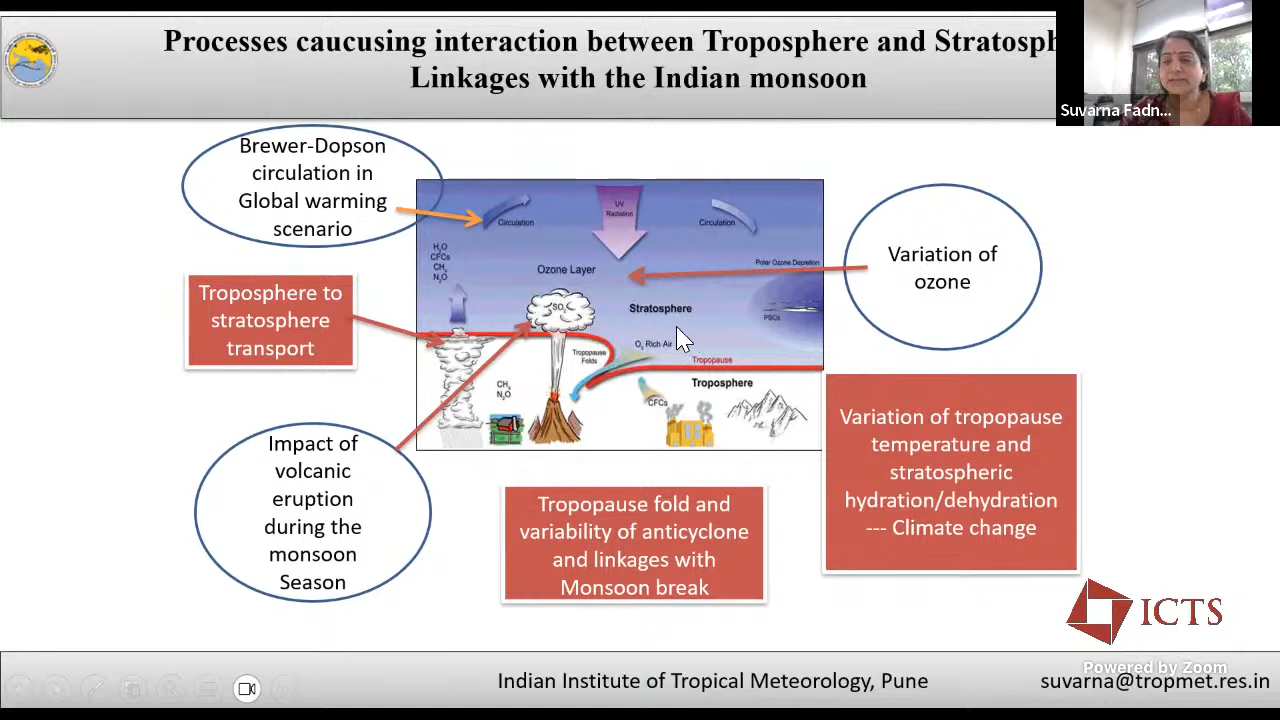 Processes caucusing interaction between Troposphere and Stratosph
Linkages with the Indian monsoon
Suvarna Fadn...
Brewer-Dopson
circulation in
Global warming
scenario
Troposphere to
stratosphere
transport
Impact of
volcanic
eruption
during the
monsoon
Season
Circulation
UV
Radiation
Circulation
H₂O
CFCs
CH₄
N₂O
Ozone Layer
Polar Ozone Depletion
SO₂
Stratosphere
PSCs
O₃ Rich Air
Tropopause
Folds
Tropopause
Troposphere
CH₄
N₂O
CFCs
Variation of
ozone
Variation of tropopause
temperature and
stratospheric
hydration/dehydration
--- Climate change
Tropopause fold and
variability of anticyclone
and linkages with
Monsoon break
ICTS
Powered by Zoom
Indian Institute of Tropical Meteorology, Pune
suvarna@tropmet.res.in